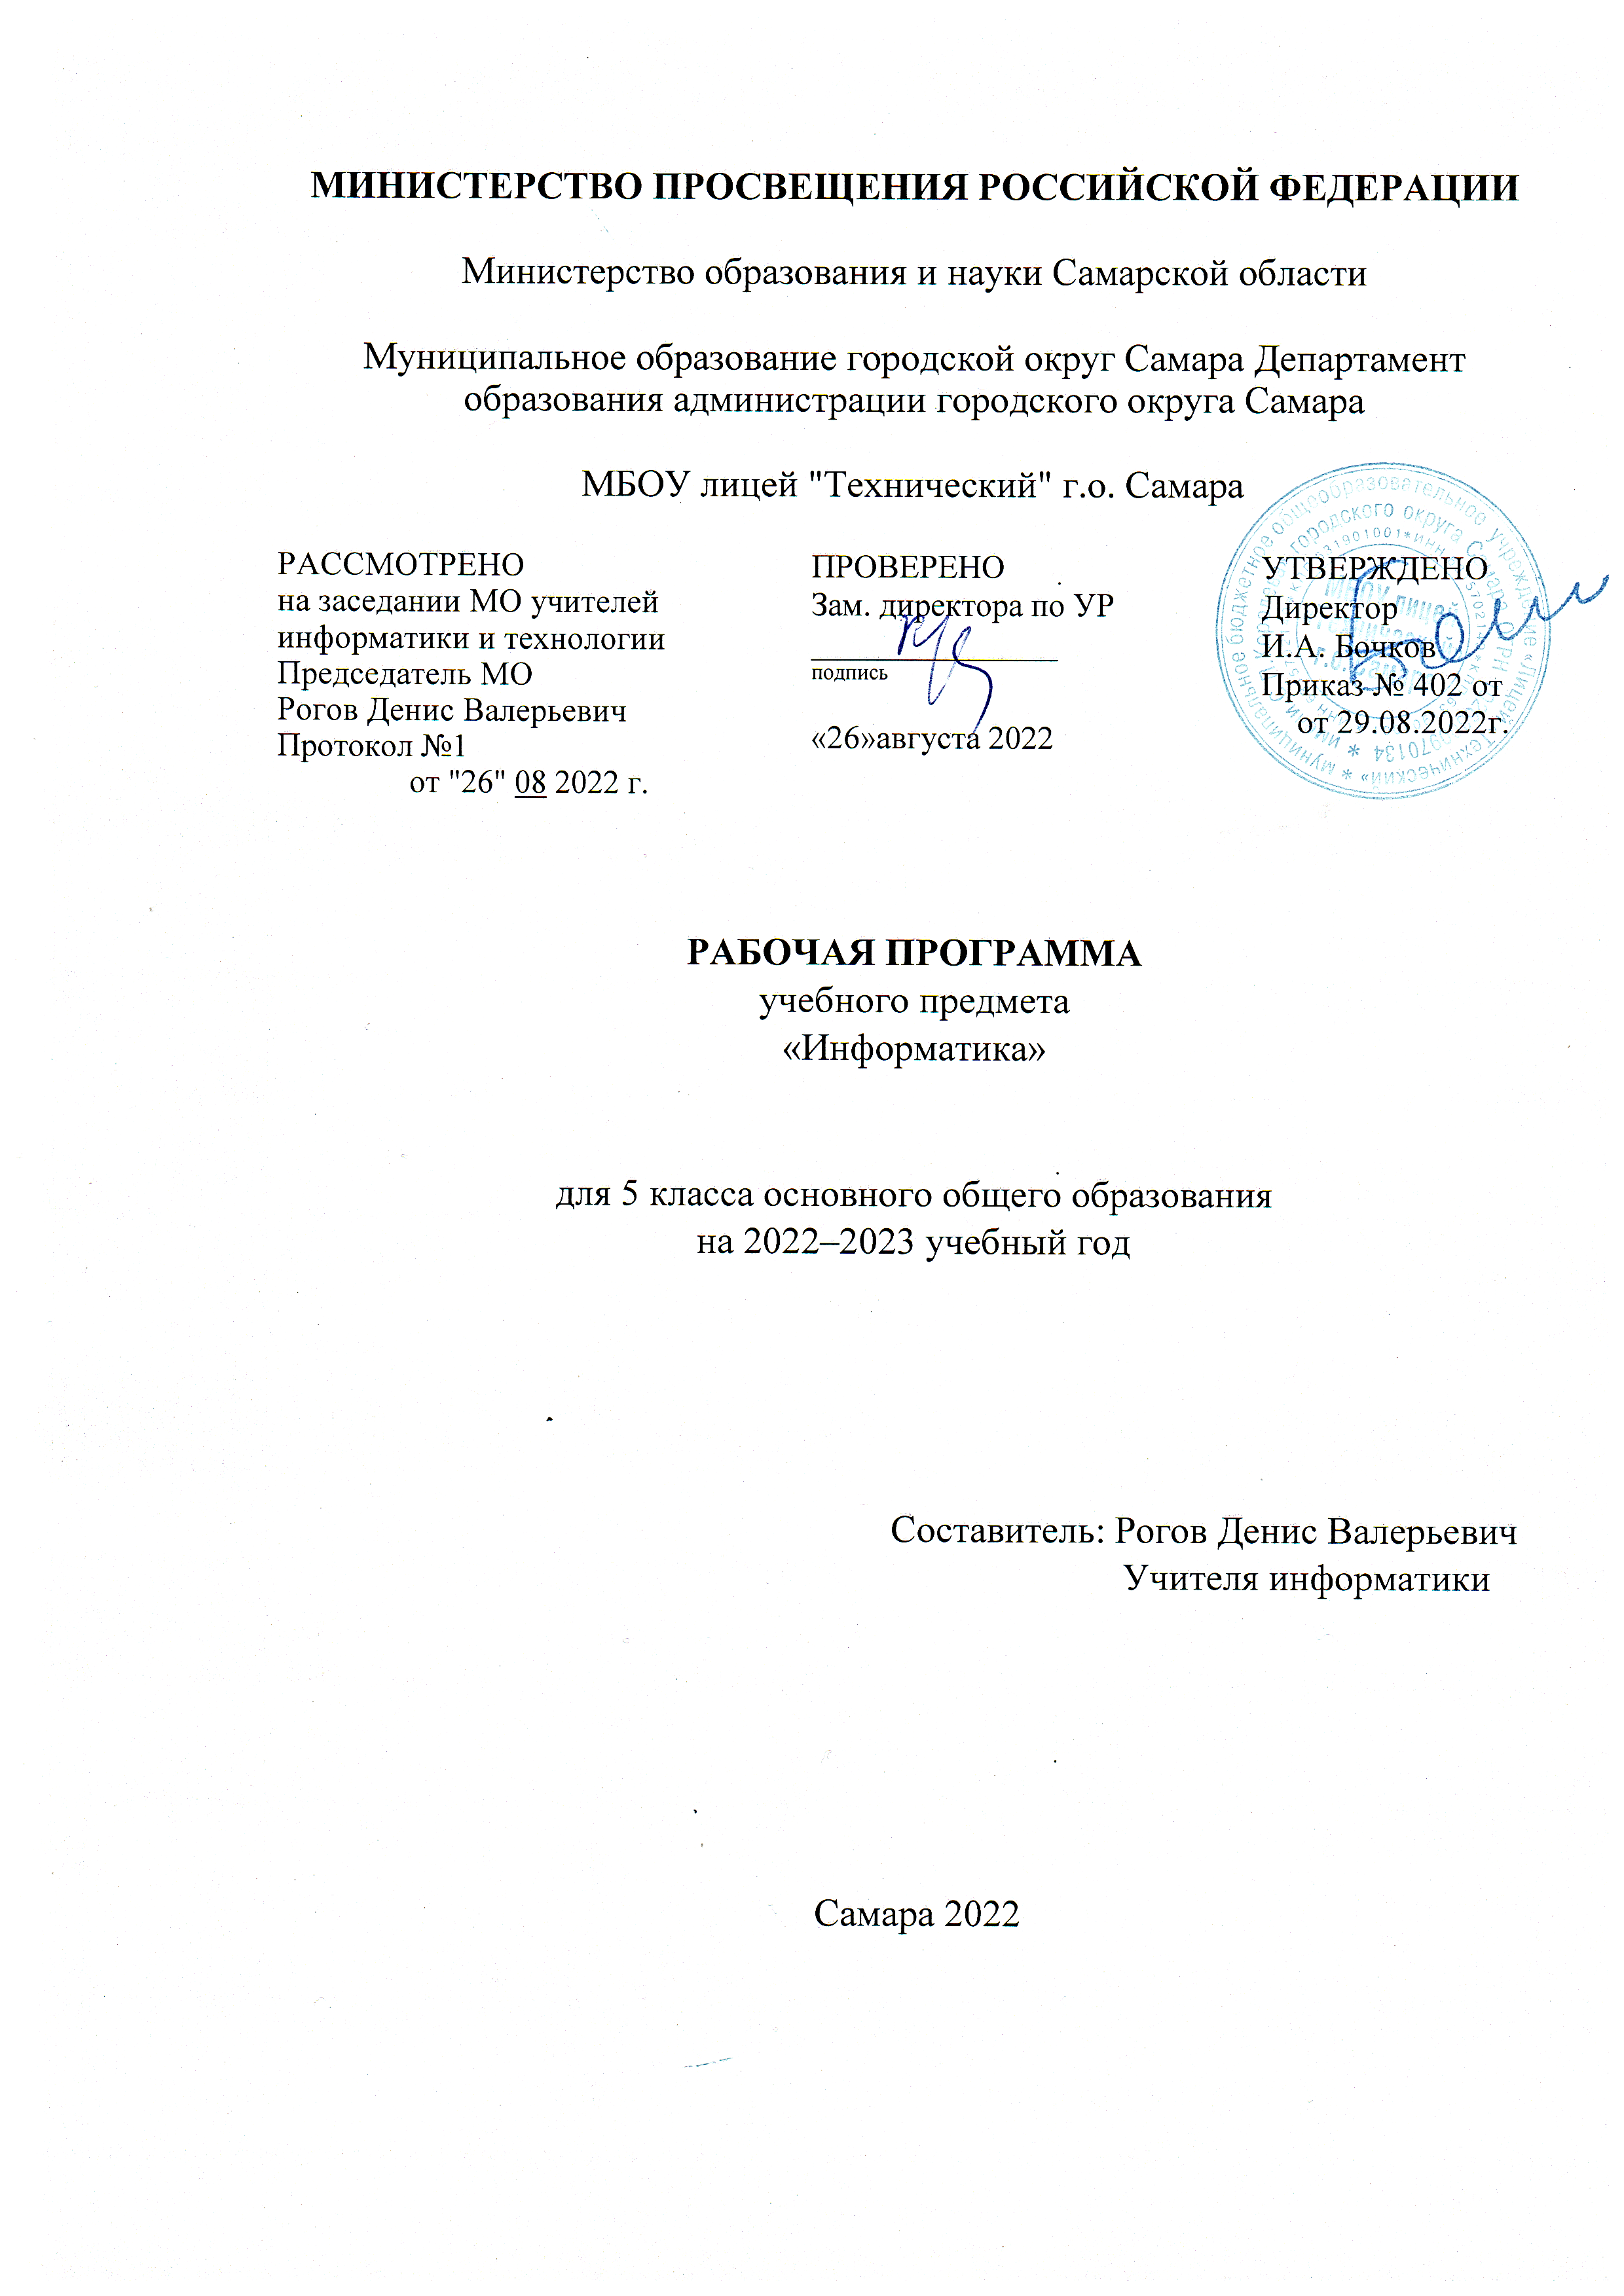 МИНИСТЕРСТВО ПРОСВЕЩЕНИЯ РОССИЙСКОЙ ФЕДЕРАЦИИ
Министерство образования и науки Самарской области
Муниципальное образование городской округ Самара Департамент
образования администрации городского округа Самара
МБОУ лицей "Технический" г.о. Самара
РАССМОТРЕНО
на заседании МО учителей
информатики и технологии
Председатель МО
Рогов Денис Валерьевич
Протокол №1
от "26" 08 2022 г.
ПРОВЕРЕНО
Зам. директора по УР
подпись
«26»августа 2022
УТВЕРЖДЕНО
Директор
И.А. Бочков
Приказ № 402 от
от 29.08.2022г.
РАБОЧАЯ ПРОГРАММА
учебного предмета
«Информатика»
для 5 класса основного общего образования
на 2022–2023 учебный год
Составитель: Рогов Денис Валерьевич
Учителя информатики
Самара 2022